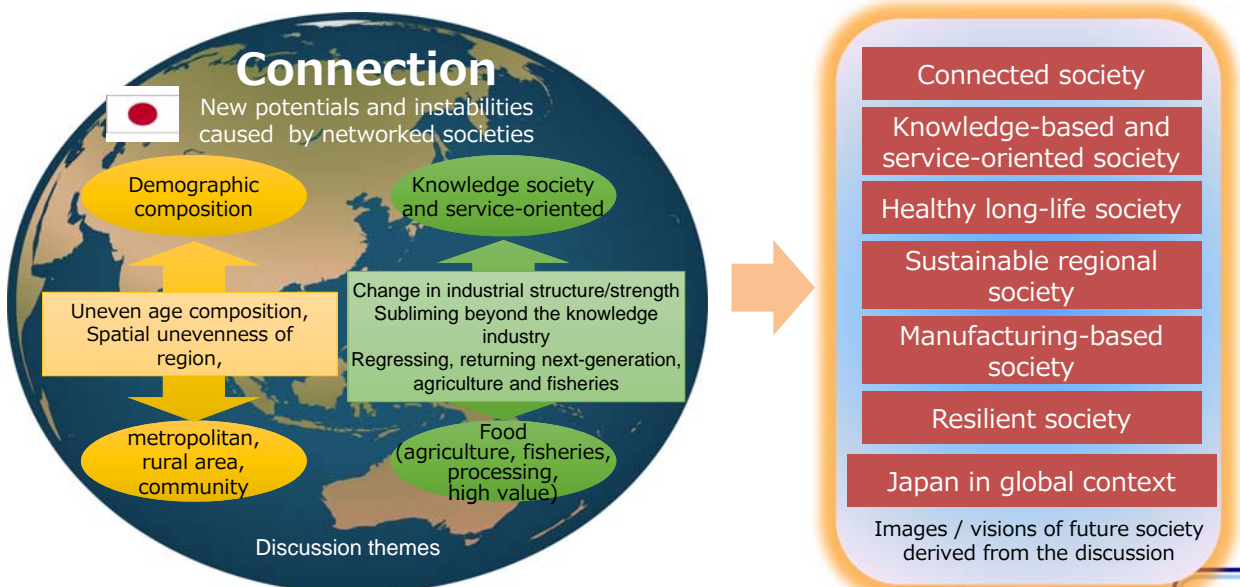 Connection
New potentials and instabilities
caused by networked societies
Demographic
composition
Knowledge society
and service-oriented
Uneven age composition,
Spatial unevenness of
region,
Change in industrial structure/strength
Subliming beyond the knowledge
industry
Regressing, returning next-generation,
agriculture and fisheries
metropolitan,
rural area,
community
Food
(agriculture, fisheries,
processing,
high value)
Discussion themes
Connected society
Knowledge-based and
service-oriented society
Healthy long-life society
Sustainable regional
society
Manufacturing-based
society
Resilient society
Japan in global context
Images / visions of future society
derived from the discussion